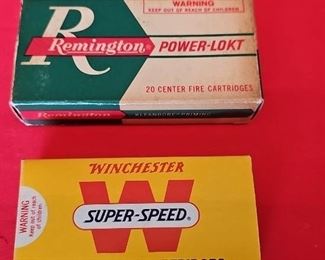 WARNING
KEEP OUT OF REACH OF CHILDREN
R
Remington® POWER-LOKT
20 CENTER FIRE CARTRIDGES
Remington KLEANBORE PRIMING
WINCHESTER
W
SUPER-SPEED®
WARNING
Keep out of reach
of children